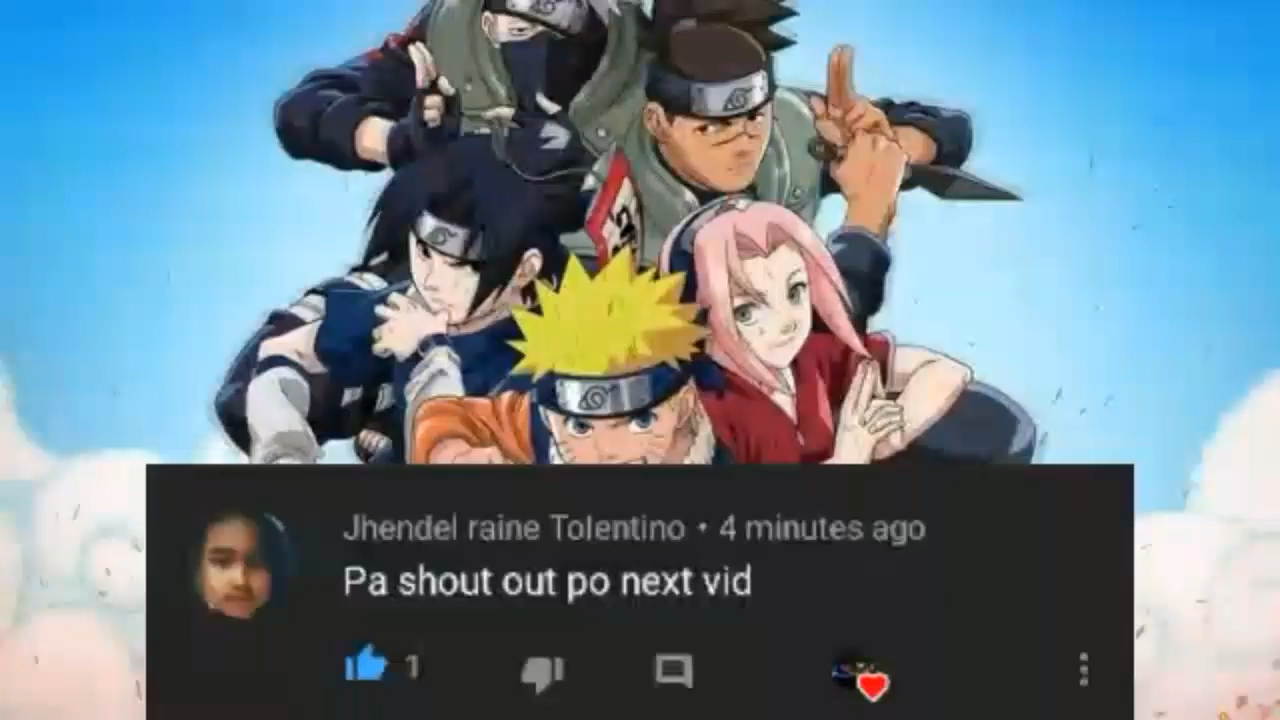 Jhendel raine Tolentino • 4 minutes ago
Pa shout out po next vid
1